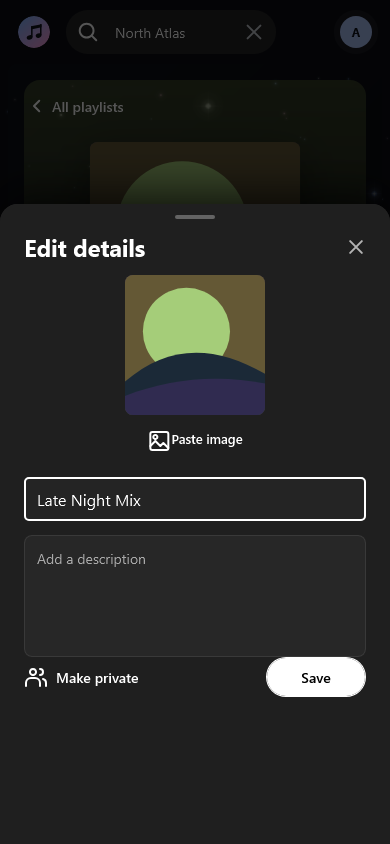 North Atlas
A
All playlists
Edit details
Paste image
Late Night Mix
Add a description
Make private
Save